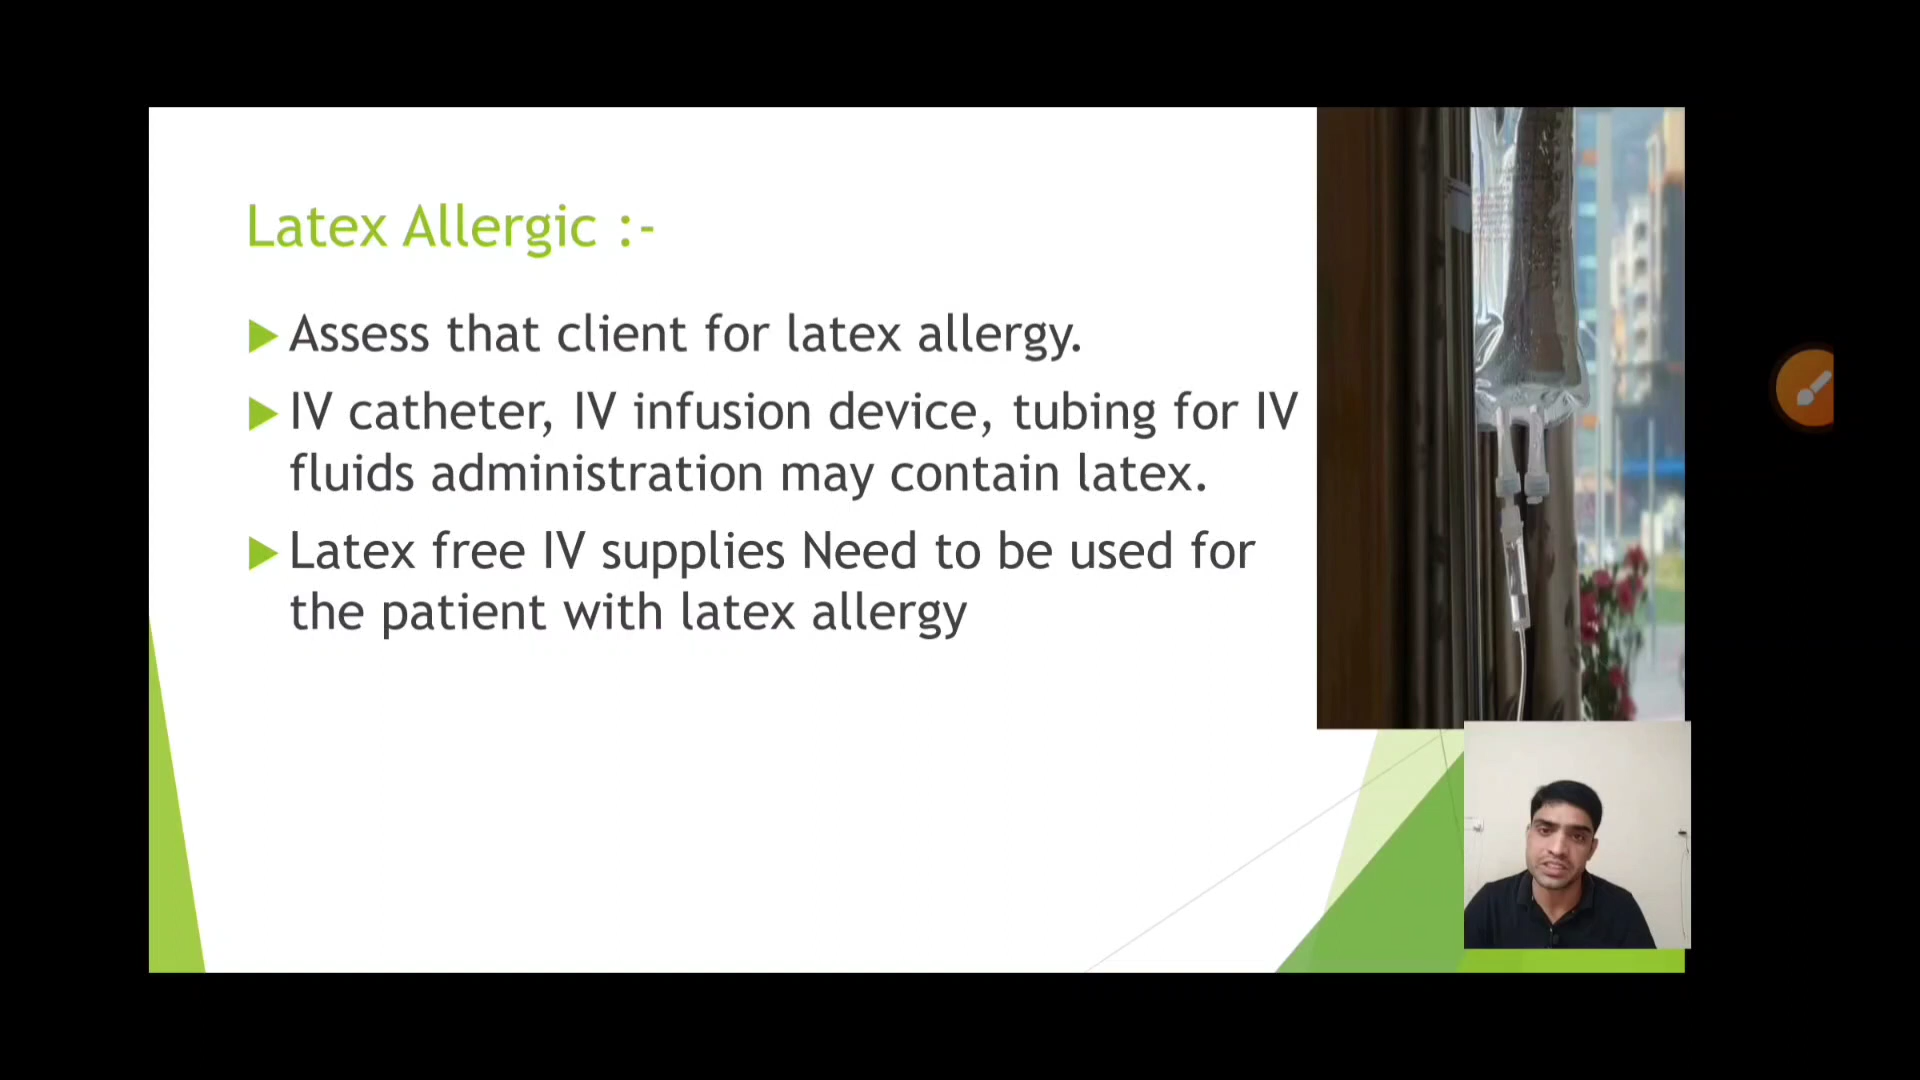 Latex Allergic :-
Assess that client for latex allergy.
IV catheter, IV infusion device, tubing for IV
fluids administration may contain latex.
Latex free IV supplies Need to be used for
the patient with latex allergy